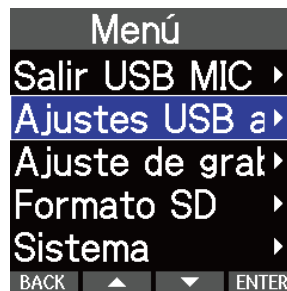 Menú
Salir USB MIC
Ajustes USB a
Ajuste de grab
Formato SD
Sistema
BACK ENTER